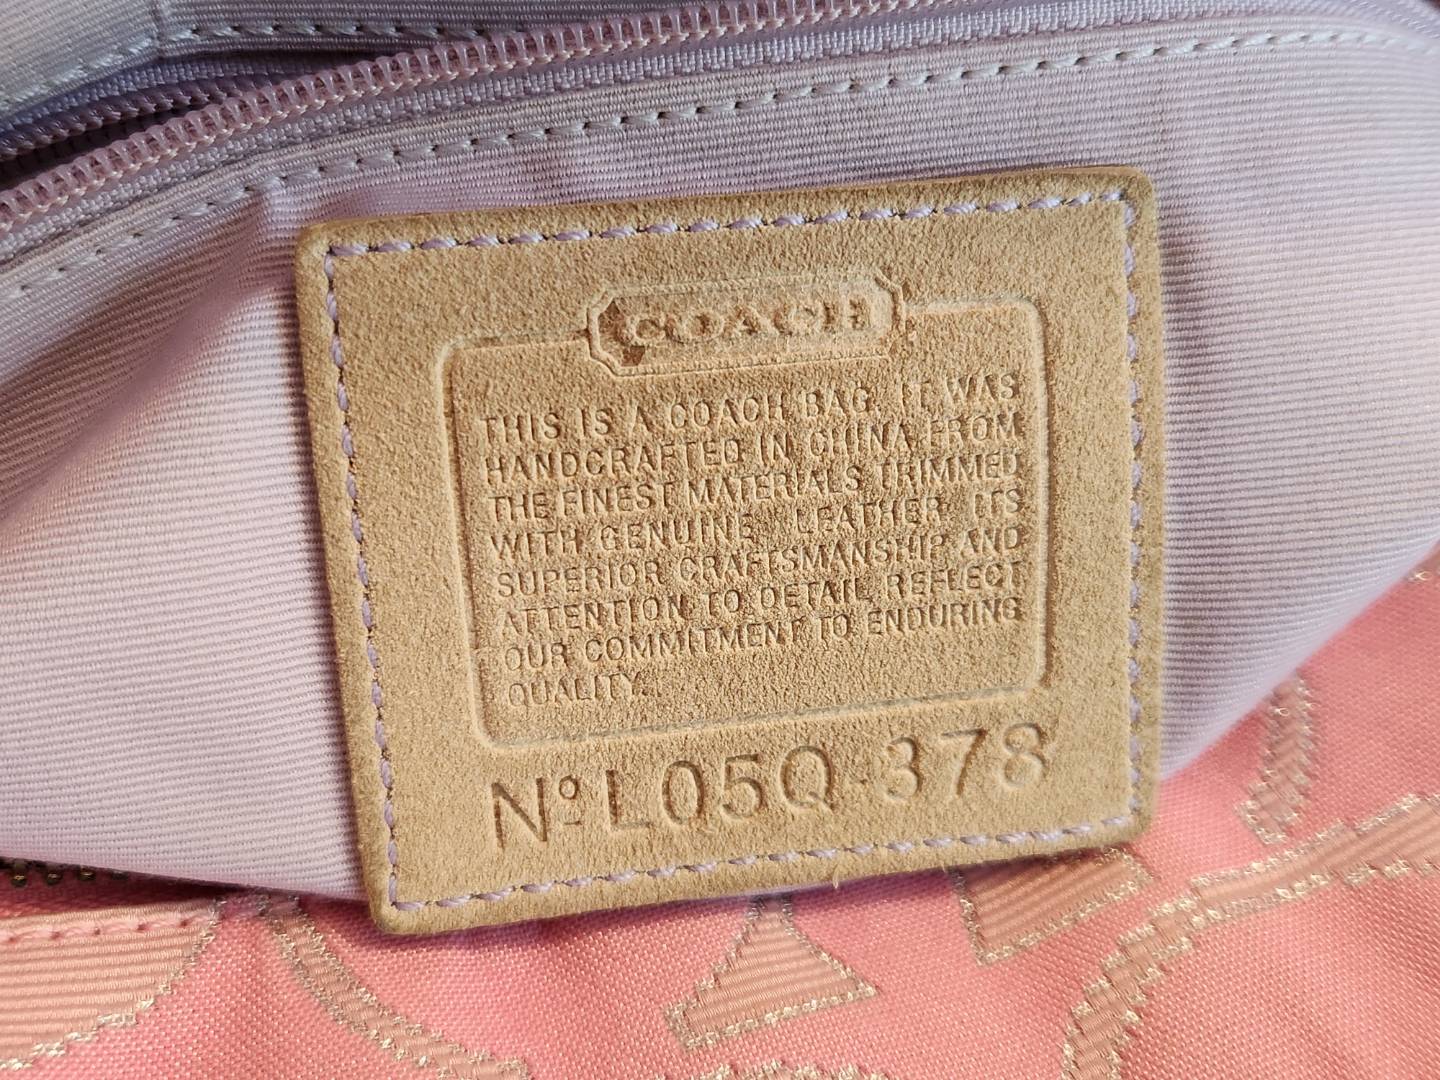 COACH
THIS IS A COACH BAG. IT WAS
HANDCRAFTED IN CHINA FROM
THE FINEST MATERIALS TRIMMED
WITH GENUINE LEATHER. ITS
SUPERIOR CRAFTSMANSHIP AND
ATTENTION TO DETAIL REFLECT
OUR COMMITMENT TO ENDURING
QUALITY.
Nº L05Q-378